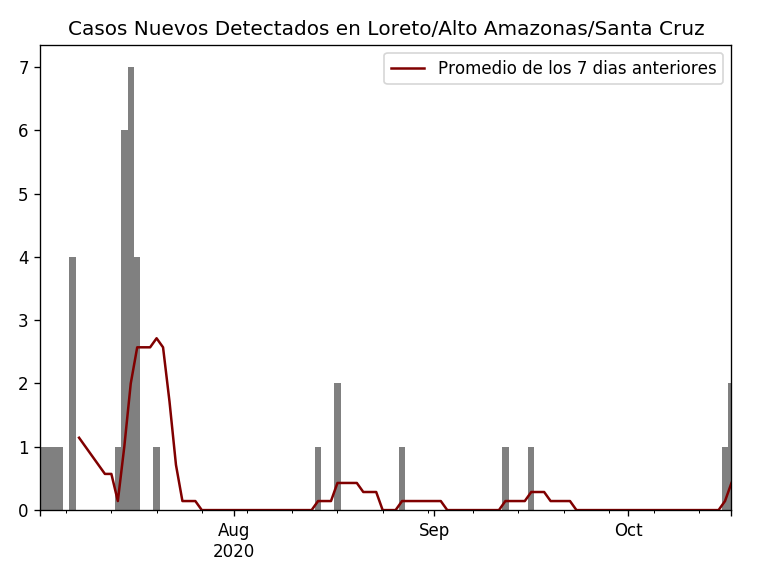 Casos Nuevos Detectados en Loreto/Alto Amazonas/Santa Cruz
Promedio de los 7 dias anteriores
7
6
5
4
3
2
1
0
Aug
2020
Sep
Oct